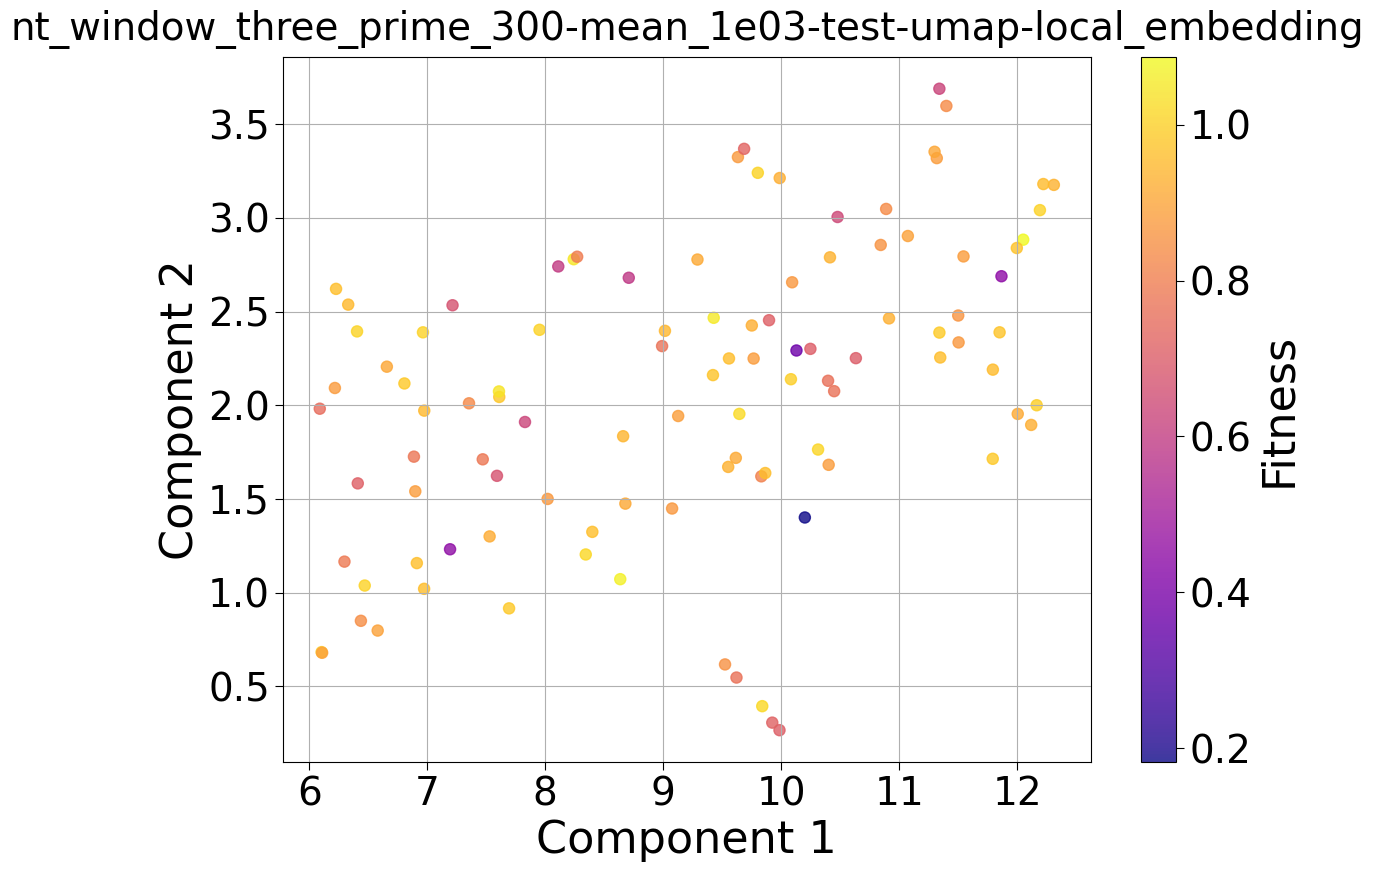 nt_window_three_prime_300-mean_1e03-test-umap-local_embedding
3.5
3.0
2.5
2.0
1.5
1.0
0.5
Component 2
6 7 8 9 10 11 12
Component 1
1.0
0.8
0.6
0.4
0.2
Fitness